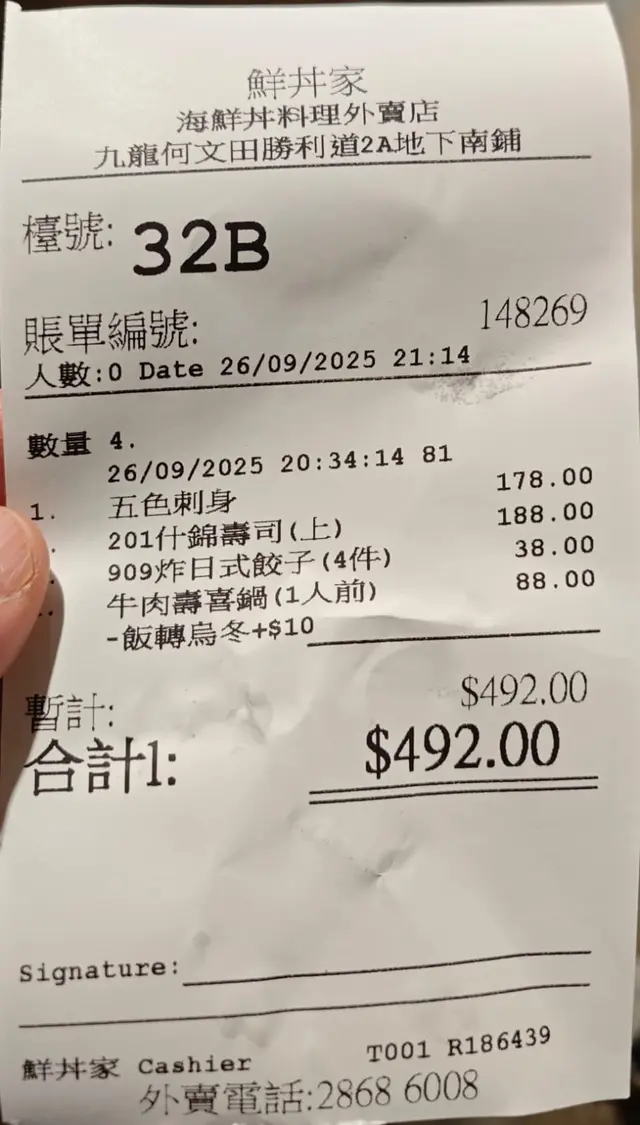 鮮丼家
海鮮丼料理外賣店
九龍何文田勝利道2A地下南鋪
檯號: 32B
賬單編號: 148269
人數:0 Date 26/09/2025 21:14
數量 4.
26/09/2025 20:34:14 81
1. 五色刺身 178.00
201什錦壽司(上) 188.00
909炸日式餃子(4件) 38.00
牛肉壽喜鍋(1人前) 88.00
-飯轉烏冬+$10
暫計: $492.00
合計1: $492.00
Signature:
鮮丼家 Cashier T001 R186439
外賣電話:2868 6008